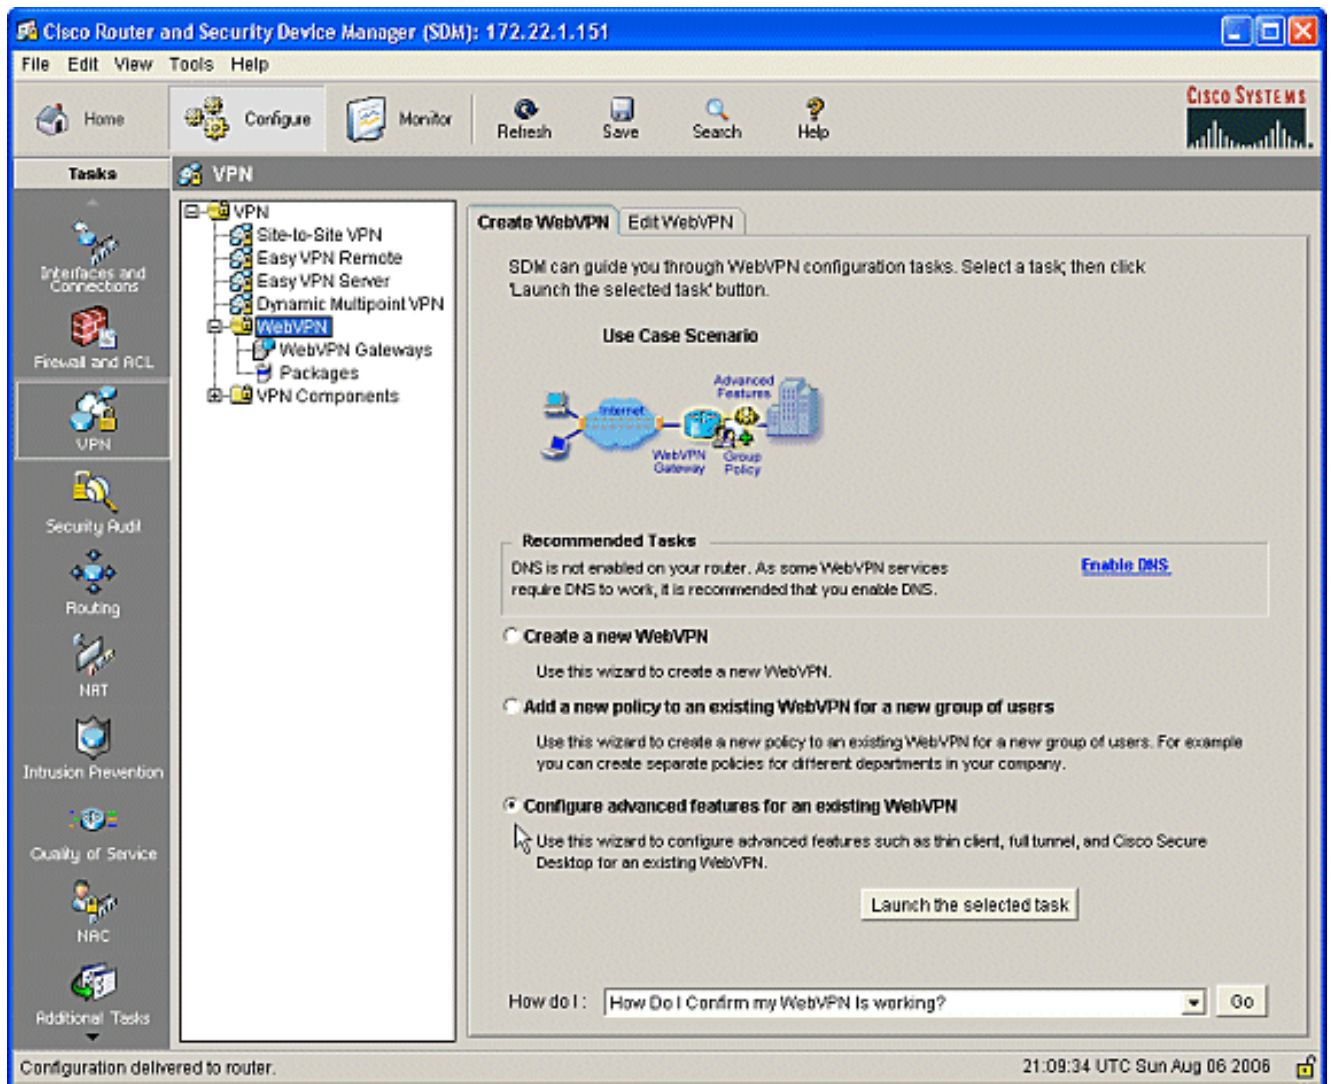 Cisco Router and Security Device Manager (SDM): 172.22.1.151
File Edit View Tools Help
Home Configure Monitor Refresh Save Search Help
CISCO SYSTEMS
Tasks
VPN
Interfaces and
Connections
Firewall and ACL
VPN
Security Audit
Routing
NAT
Intrusion Prevention
Quality of Service
NAC
Additional Tasks
VPN
Site-to-Site VPN
Easy VPN Remote
Easy VPN Server
Dynamic Multipoint VPN
WebVPN
WebVPN Gateways
Packages
VPN Components
Create WebVPN Edit WebVPN
SDM can guide you through WebVPN configuration tasks. Select a task; then click
'Launch the selected task' button.
Use Case Scenario
Advanced
Features
Internet
WebVPN
Gateway
Group
Policy
Recommended Tasks
DNS is not enabled on your router. As some WebVPN services
require DNS to work, it is recommended that you enable DNS.
Enable DNS
Create a new WebVPN
Use this wizard to create a new WebVPN.
Add a new policy to an existing WebVPN for a new group of users
Use this wizard to create a new policy to an existing WebVPN for a new group of users. For example
you can create separate policies for different departments in your company.
Configure advanced features for an existing WebVPN
Use this wizard to configure advanced features such as thin client, full tunnel, and Cisco Secure
Desktop for an existing WebVPN.
Launch the selected task
How do I : How Do I Confirm my WebVPN Is working? Go
Configuration delivered to router. 21:09:34 UTC Sun Aug 06 2006